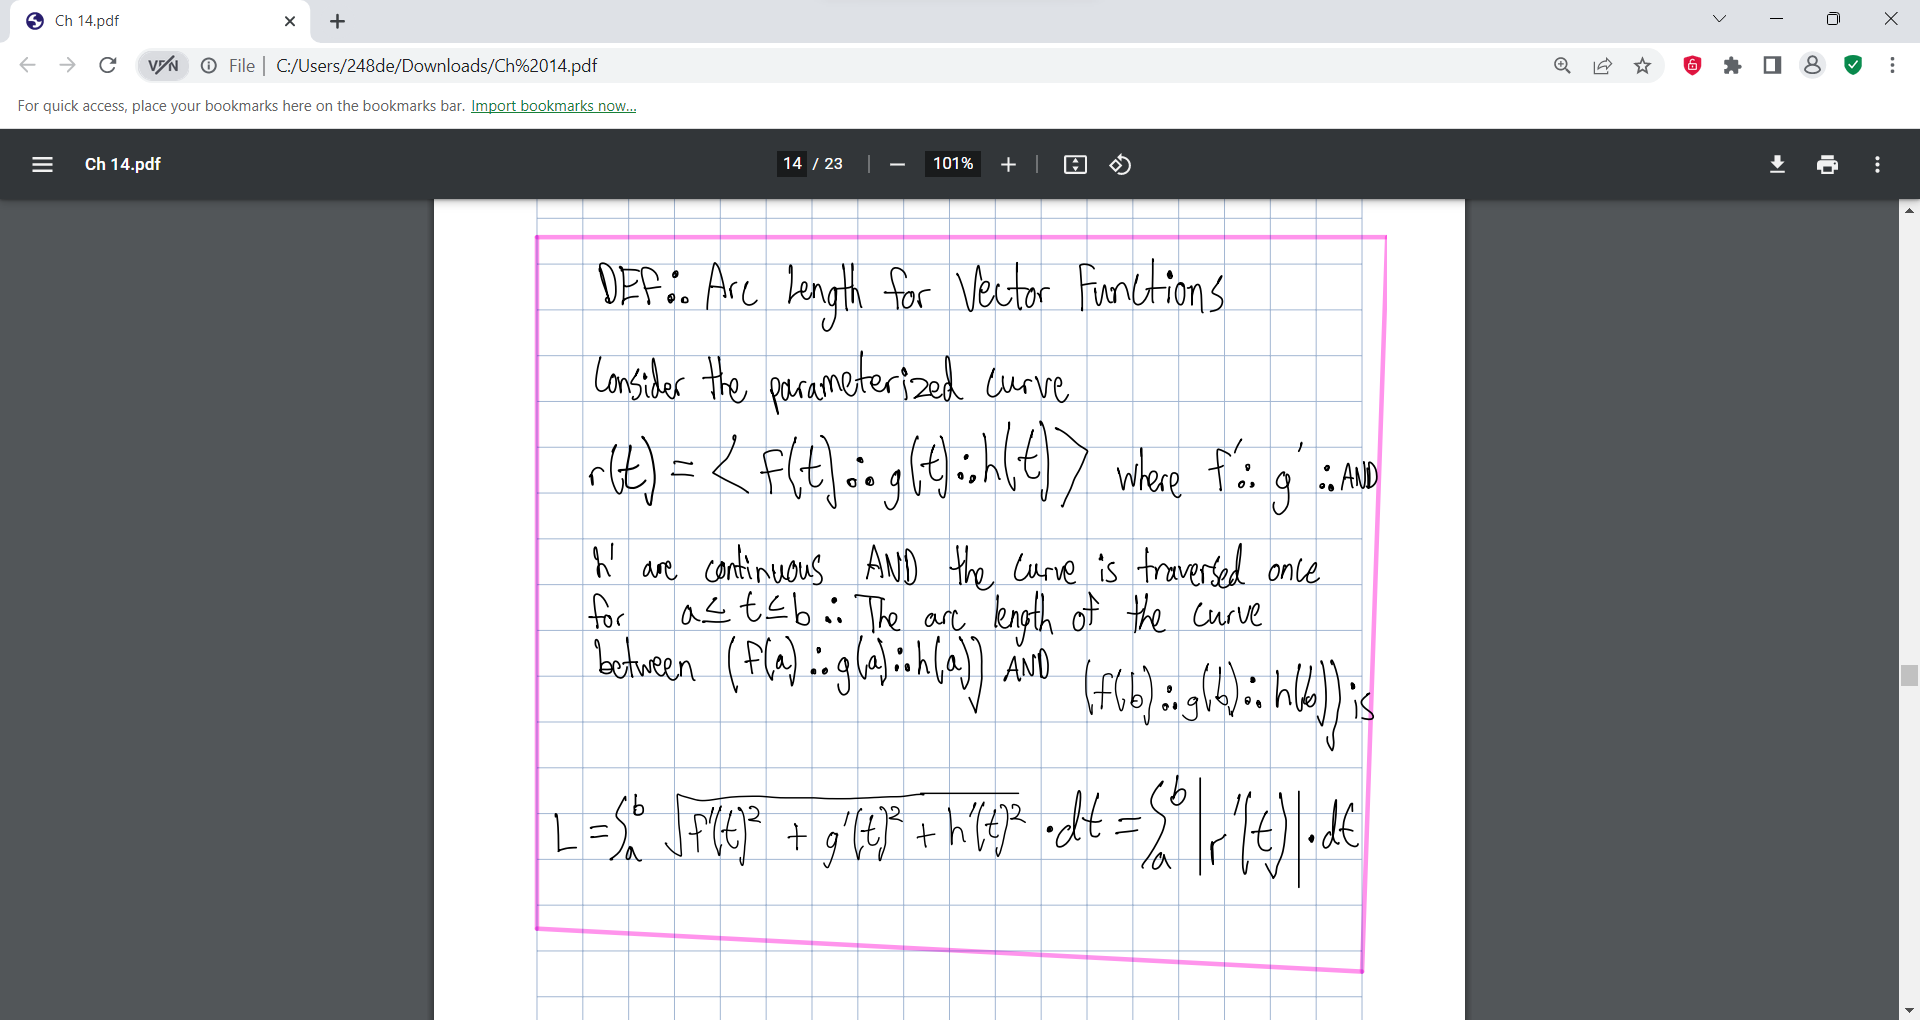 Ch 14.pdf
VPN File C:/Users/248de/Downloads/Ch%2014.pdf
For quick access, place your bookmarks here on the bookmarks bar. Import bookmarks now...
Ch 14.pdf 14 / 23 101%
DEF ∴ Arc Length for Vector Functions
Consider the parameterized curve
r(t) = < f(t) ∴ g(t) ∴ h(t) > where f' ∴ g' ∴ AND
h' are continuous AND the curve is traversed once
for a ≤ t ≤ b ∴ The arc length of the curve
between (f(a) ∴ g(a) ∴ h(a)) AND (f(b) ∴ g(b) ∴ h(b)) is
L = ∫ₐᵇ √(f'(t)² + g'(t)² + h'(t)²) · dt = ∫ₐᵇ |r'(t)| · dt